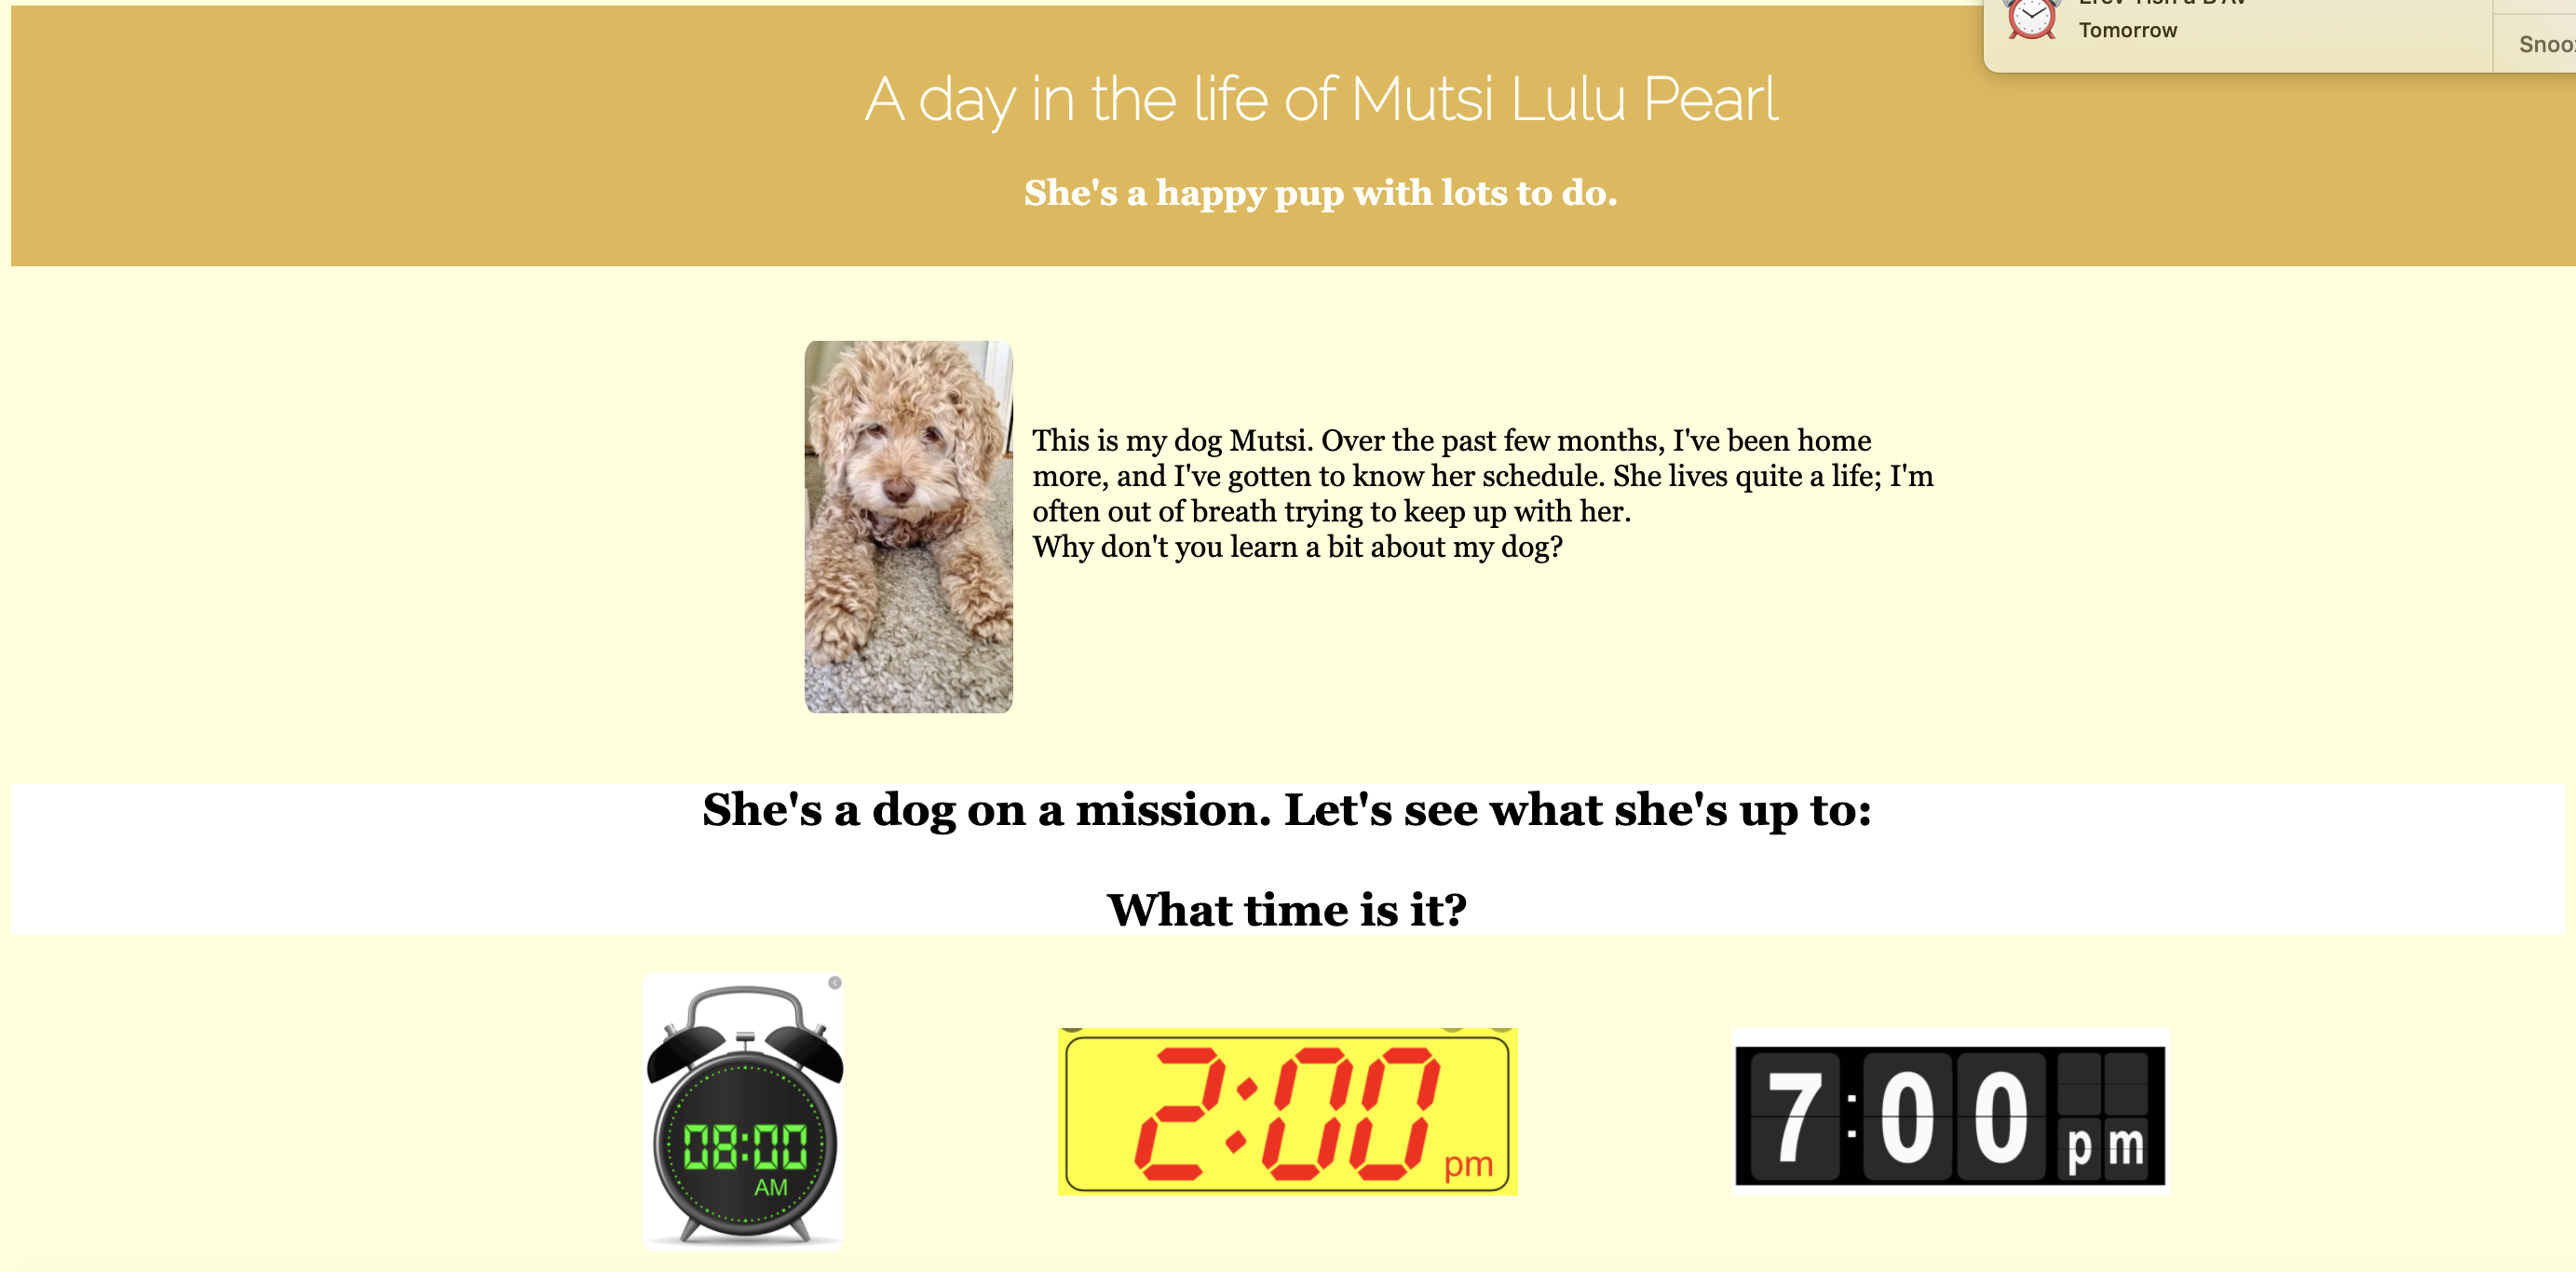 Tomorrow
Snoo
A day in the life of Mutsi Lulu Pearl
She's a happy pup with lots to do.
This is my dog Mutsi. Over the past few months, I've been home
more, and I've gotten to know her schedule. She lives quite a life; I'm
often out of breath trying to keep up with her.
Why don't you learn a bit about my dog?
She's a dog on a mission. Let's see what she's up to:
What time is it?
08:00
AM
2:00 pm
7:00 pm